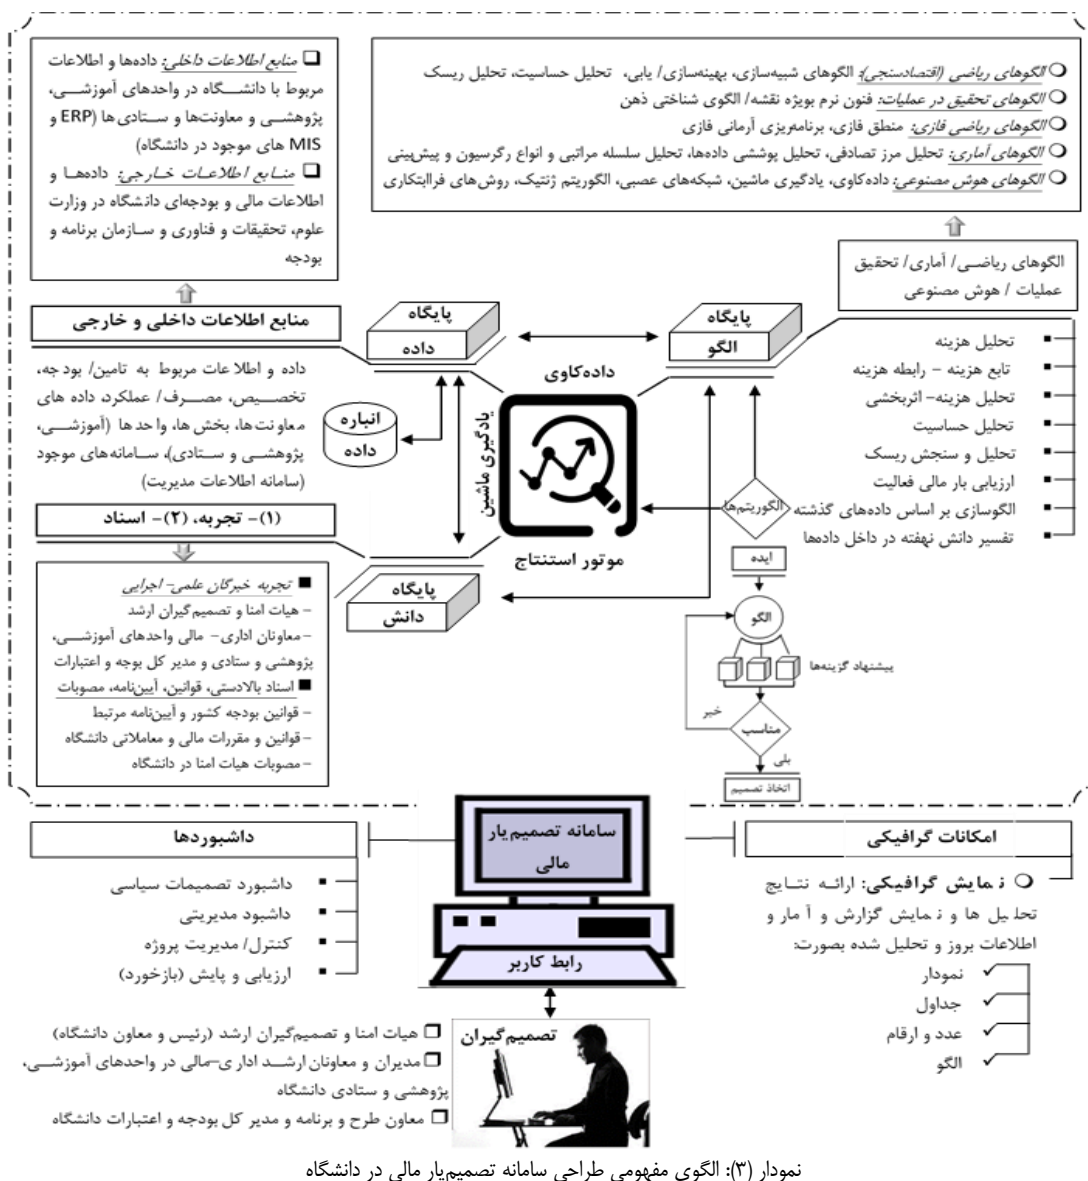 منابع اطلاعات داخلی: داده‌ها و اطلاعات
مربوط با دانشگاه در واحدهای آموزشی،
پژوهشی و معاونت‌ها و ستادی‌ها (ERP و
MIS های موجود در دانشگاه)
منابع اطلاعات خارجی: داده‌ها و
اطلاعات مالی و بودجه‌ای دانشگاه در وزارت
علوم، تحقیقات و فناوری و سازمان برنامه و
بودجه
الگوهای ریاضی (اقتصادسنجی): الگوهای شبیه‌سازی، بهینه‌سازی/ یابی، تحلیل حساسیت، تحلیل ریسک
الگوهای تحقیق در عملیات: فنون نرم بویژه نقشه/ الگوی شناختی ذهن
الگوهای ریاضی فازی: منطق فازی، برنامه‌ریزی آرمانی فازی
الگوهای آماری: تحلیل مرز تصادفی، تحلیل پوششی داده‌ها، تحلیل سلسله مراتبی و انواع رگرسیون و پیش‌بینی
الگوهای هوش مصنوعی: داده‌کاوی، یادگیری ماشین، شبکه‌های عصبی، الگوریتم ژنتیک، روش‌های فراابتکاری
الگوهای ریاضی/ آماری/ تحقیق
عملیات / هوش مصنوعی
منابع اطلاعات داخلی و خارجی
پایگاه
داده
پایگاه
الگو
تحلیل هزینه
تابع هزینه – رابطه هزینه
تحلیل هزینه– اثربخشی
تحلیل حساسیت
تحلیل و سنجش ریسک
ارزیابی بار مالی فعالیت
الگوسازی بر اساس داده‌های گذشته
تفسیر دانش نهفته در داخل داده‌ها
داده و اطلاعات مربوط به تامین/ بودجه،
تخصیص، مصرف/ عملکرد، داده های
معاونت‌ها، بخش ها، واحدها (آموزشی،
پژوهشی و ستادی)، سامانه‌های موجود
(سامانه اطلاعات مدیریت)
انباره
داده
داده‌کاوی
یادگیری ماشین
موتور استنتاج
الگوریتم‌ها
(۱)- تجربه، (۲)- اسناد
پایگاه
دانش
تجربه خبرگان علمی– اجرایی
– هیات امنا و تصمیم گیران ارشد
– معاونان اداری– مالی واحدهای آموزشی،
پژوهشی و ستادی و مدیر کل بوجه و اعتبارات
اسناد بالادستی، قوانین، آیین‌نامه، مصوبات
– قوانین بودجه کشور و آیین‌نامه مرتبط
– قوانین و مقررات مالی و معاملاتی دانشگاه
– مصوبات هیات امنا در دانشگاه
ایده
الگو
پیشنهاد گزینه‌ها
خیر
مناسب
بلی
اتخاذ تصمیم
داشبوردها
داشبورد تصمیمات سیاسی
داشبود مدیریتی
کنترل/ مدیریت پروژه
ارزیابی و پایش (بازخورد)
سامانه تصمیم‌یار
مالی
رابط کاربر
امکانات گرافیکی
نمایش گرافیکی: ارائه نتایج
تحلیل ها و نمایش گزارش و آمار و
اطلاعات بروز و تحلیل شده بصورت:
نمودار
جداول
عدد و ارقام
الگو
تصمیم‌گیران
هیات امنا و تصمیم‌گیران ارشد (رئیس و معاون دانشگاه)
مدیران و معاونان ارشد اداری–مالی در واحدهای آموزشی،
پژوهشی و ستادی دانشگاه
معاون طرح و برنامه و مدیر کل بودجه و اعتبارات دانشگاه
نمودار (۳): الگوی مفهومی طراحی سامانه تصمیم‌یار مالی در دانشگاه